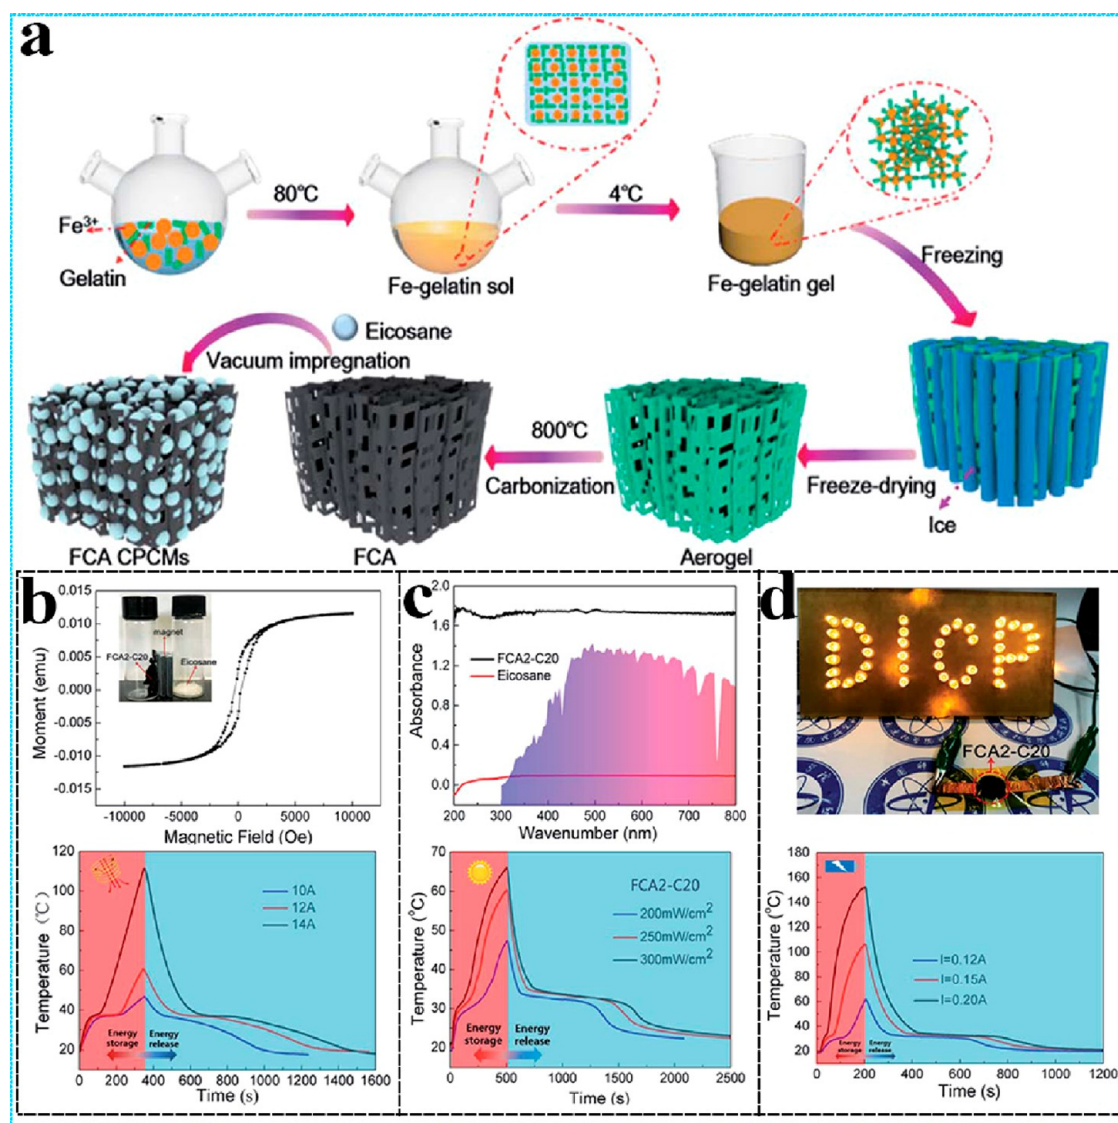 a
80℃
4℃
Fe3+
Gelatin
Fe-gelatin sol
Fe-gelatin gel
Freezing
Eicosane
Vacuum impregnation
800℃
Carbonization
Freeze-drying
Ice
FCA CPCMs
FCA
Aerogel
b
Moment (emu)
0.015
0.010
0.005
0.000
-0.005
-0.010
-0.015
FCA2-C20
magnet
Eicosane
-10000 -5000 0 5000 10000
Magnetic Field (Oe)
Temperature (℃)
120
100
80
60
40
20
10A
12A
14A
Energy storage
Energy release
0 200 400 600 800 1000 1200 1400 1600
Time (s)
c
Absorbance
2.0
1.6
1.2
0.8
0.4
0.0
FCA2-C20
Eicosane
200 300 400 500 600 700 800
Wavenumber (nm)
Temperature (°C)
70
60
50
40
30
20
FCA2-C20
200mW/cm2
250mW/cm2
300mW/cm2
Energy storage
Energy release
0 500 1000 1500 2000 2500
Time (s)
d
DICP
FCA2-C20
Temperature (°C)
180
160
140
120
100
80
60
40
20
I=0.12A
I=0.15A
I=0.20A
Energy storage
Energy release
0 200 400 600 800 1000 1200
Time (s)